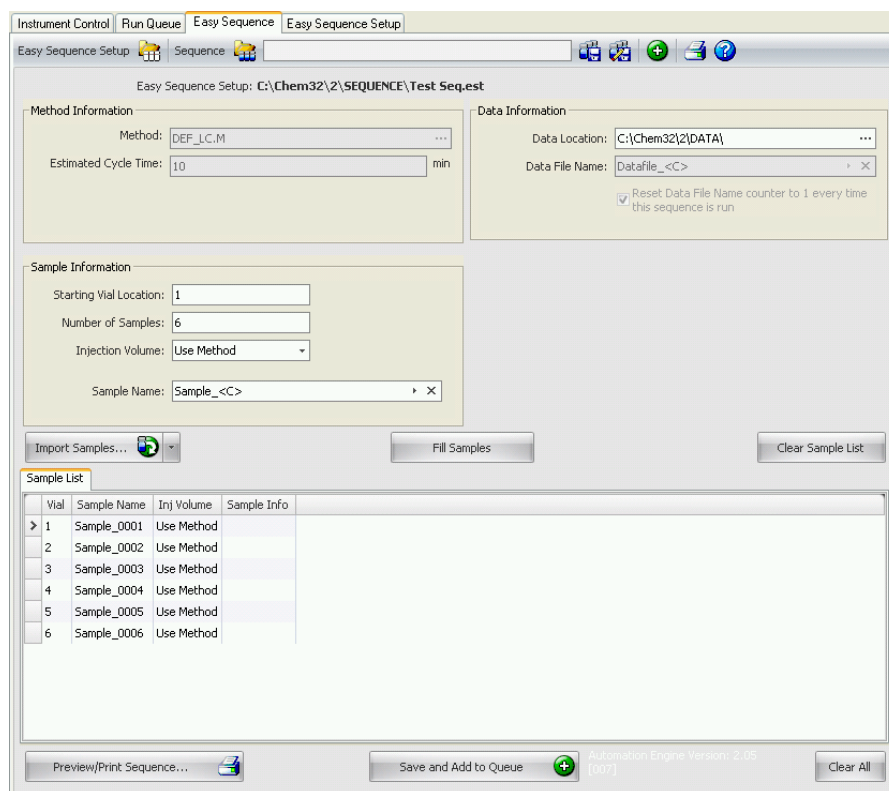 Instrument Control Run Queue Easy Sequence Easy Sequence Setup
Easy Sequence Setup Sequence
Easy Sequence Setup: C:\Chem32\2\SEQUENCE\Test Seq.est
Method Information
Method: DEF_LC.M ...
Estimated Cycle Time: 10 min
Data Information
Data Location: C:\Chem32\2\DATA\ ...
Data File Name: Datafile_<C>
Reset Data File Name counter to 1 every time
this sequence is run
Sample Information
Starting Vial Location: 1
Number of Samples: 6
Injection Volume: Use Method
Sample Name: Sample_<C>
Import Samples... Fill Samples Clear Sample List
Sample List
Vial Sample Name Inj Volume Sample Info
1 Sample_0001 Use Method
2 Sample_0002 Use Method
3 Sample_0003 Use Method
4 Sample_0004 Use Method
5 Sample_0005 Use Method
6 Sample_0006 Use Method
Preview/Print Sequence... Save and Add to Queue Automation Engine Version: 2.05
[007] Clear All